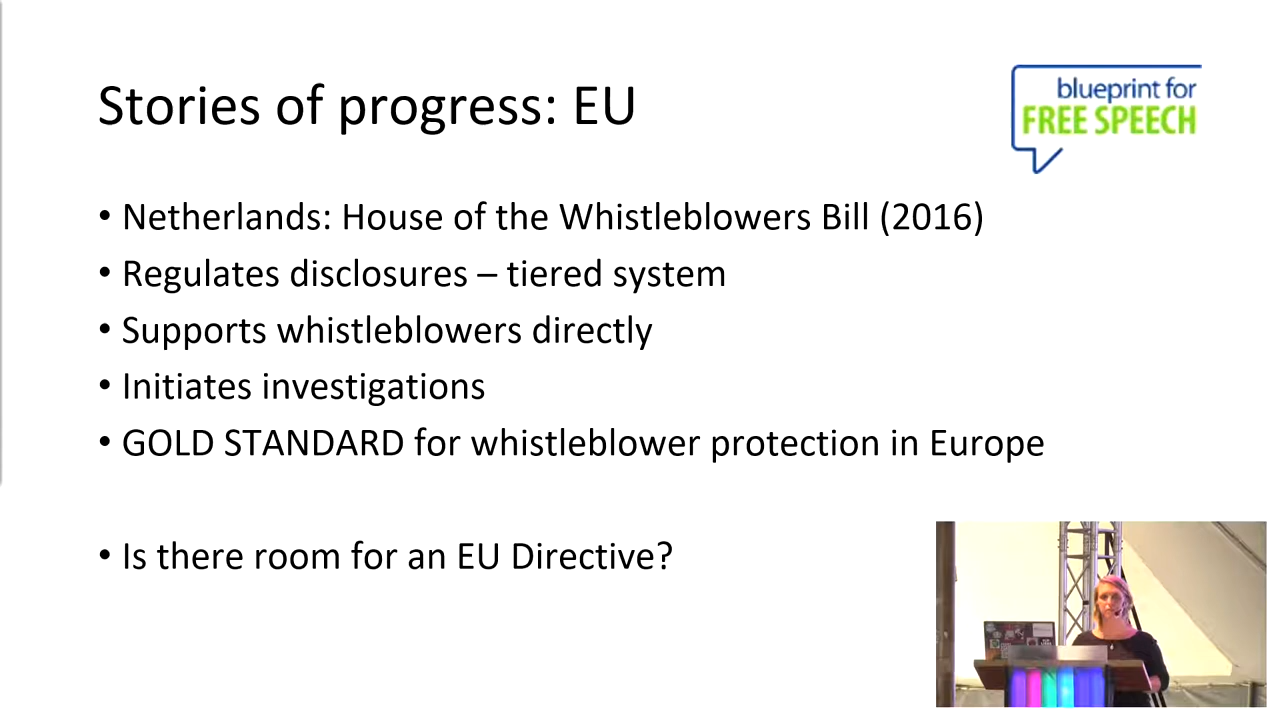 Stories of progress: EU
blueprint for
FREE SPEECH
• Netherlands: House of the Whistleblowers Bill (2016)
• Regulates disclosures – tiered system
• Supports whistleblowers directly
• Initiates investigations
• GOLD STANDARD for whistleblower protection in Europe
• Is there room for an EU Directive?